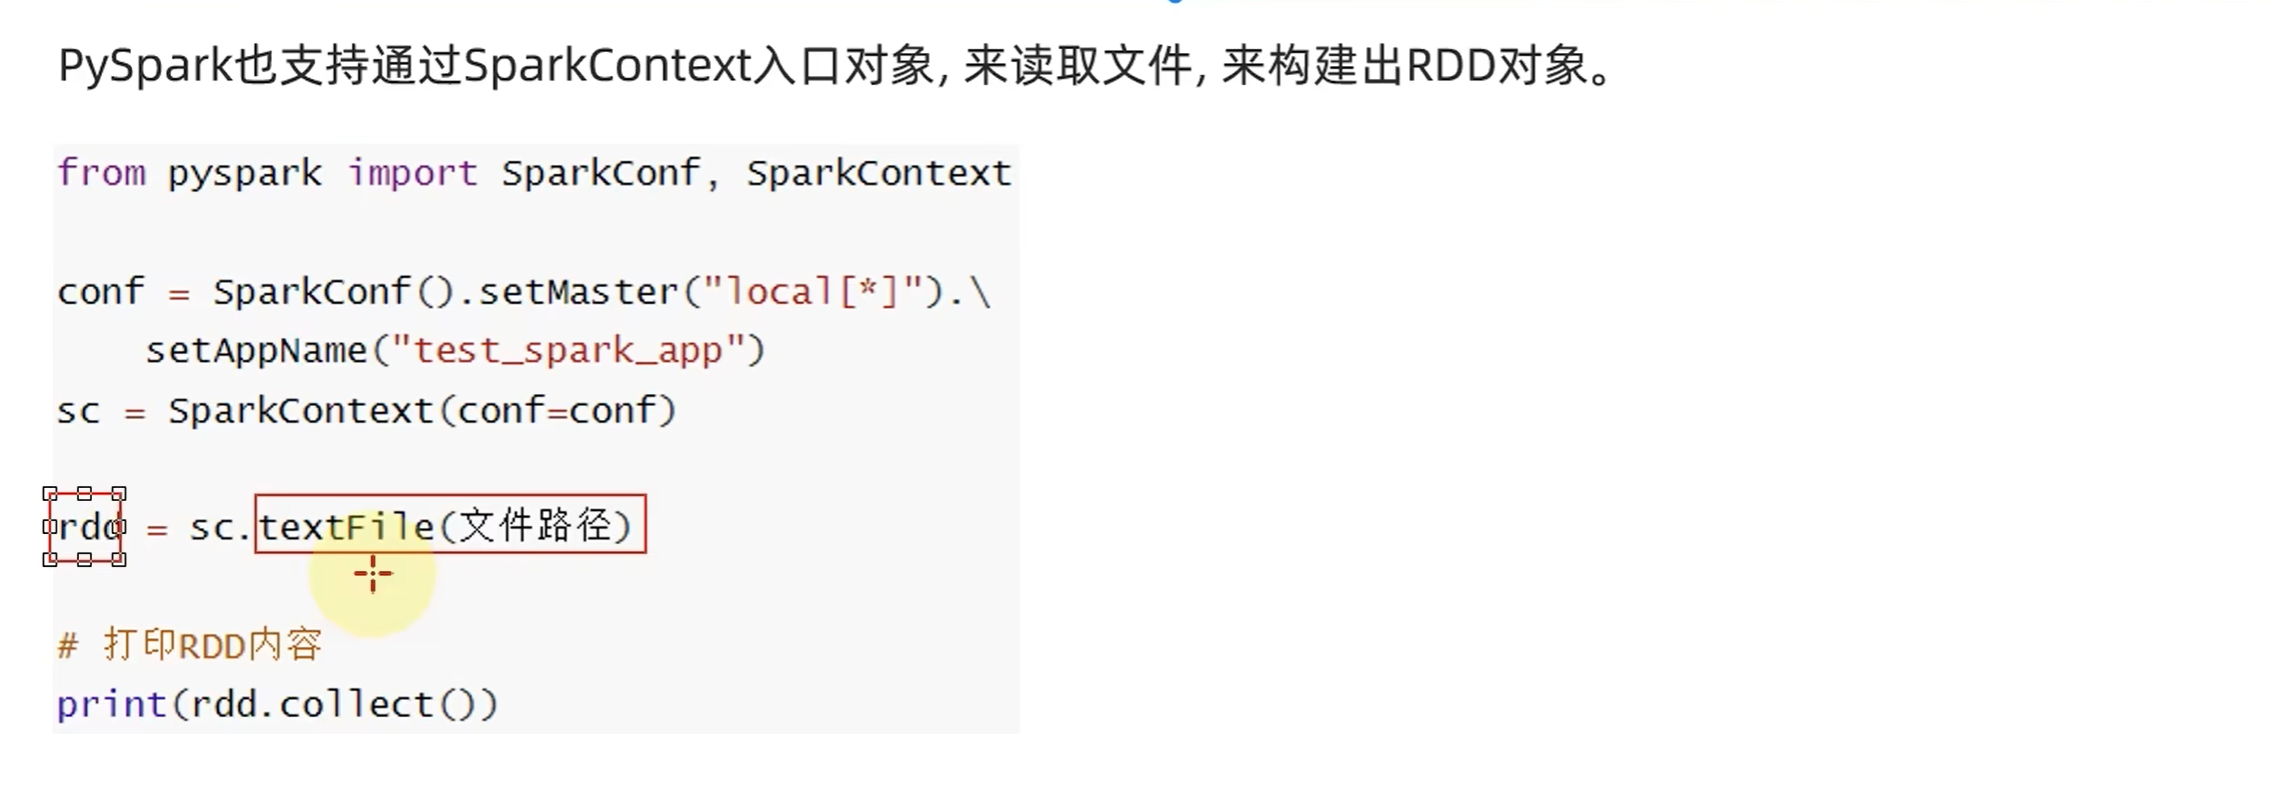 PySpark也支持通过SparkContext入口对象, 来读取文件, 来构建出RDD对象。
from pyspark import SparkConf, SparkContext
conf = SparkConf().setMaster("local[*]").\
    setAppName("test_spark_app")
sc = SparkContext(conf=conf)
rdd = sc.textFile(文件路径)
# 打印RDD内容
print(rdd.collect())